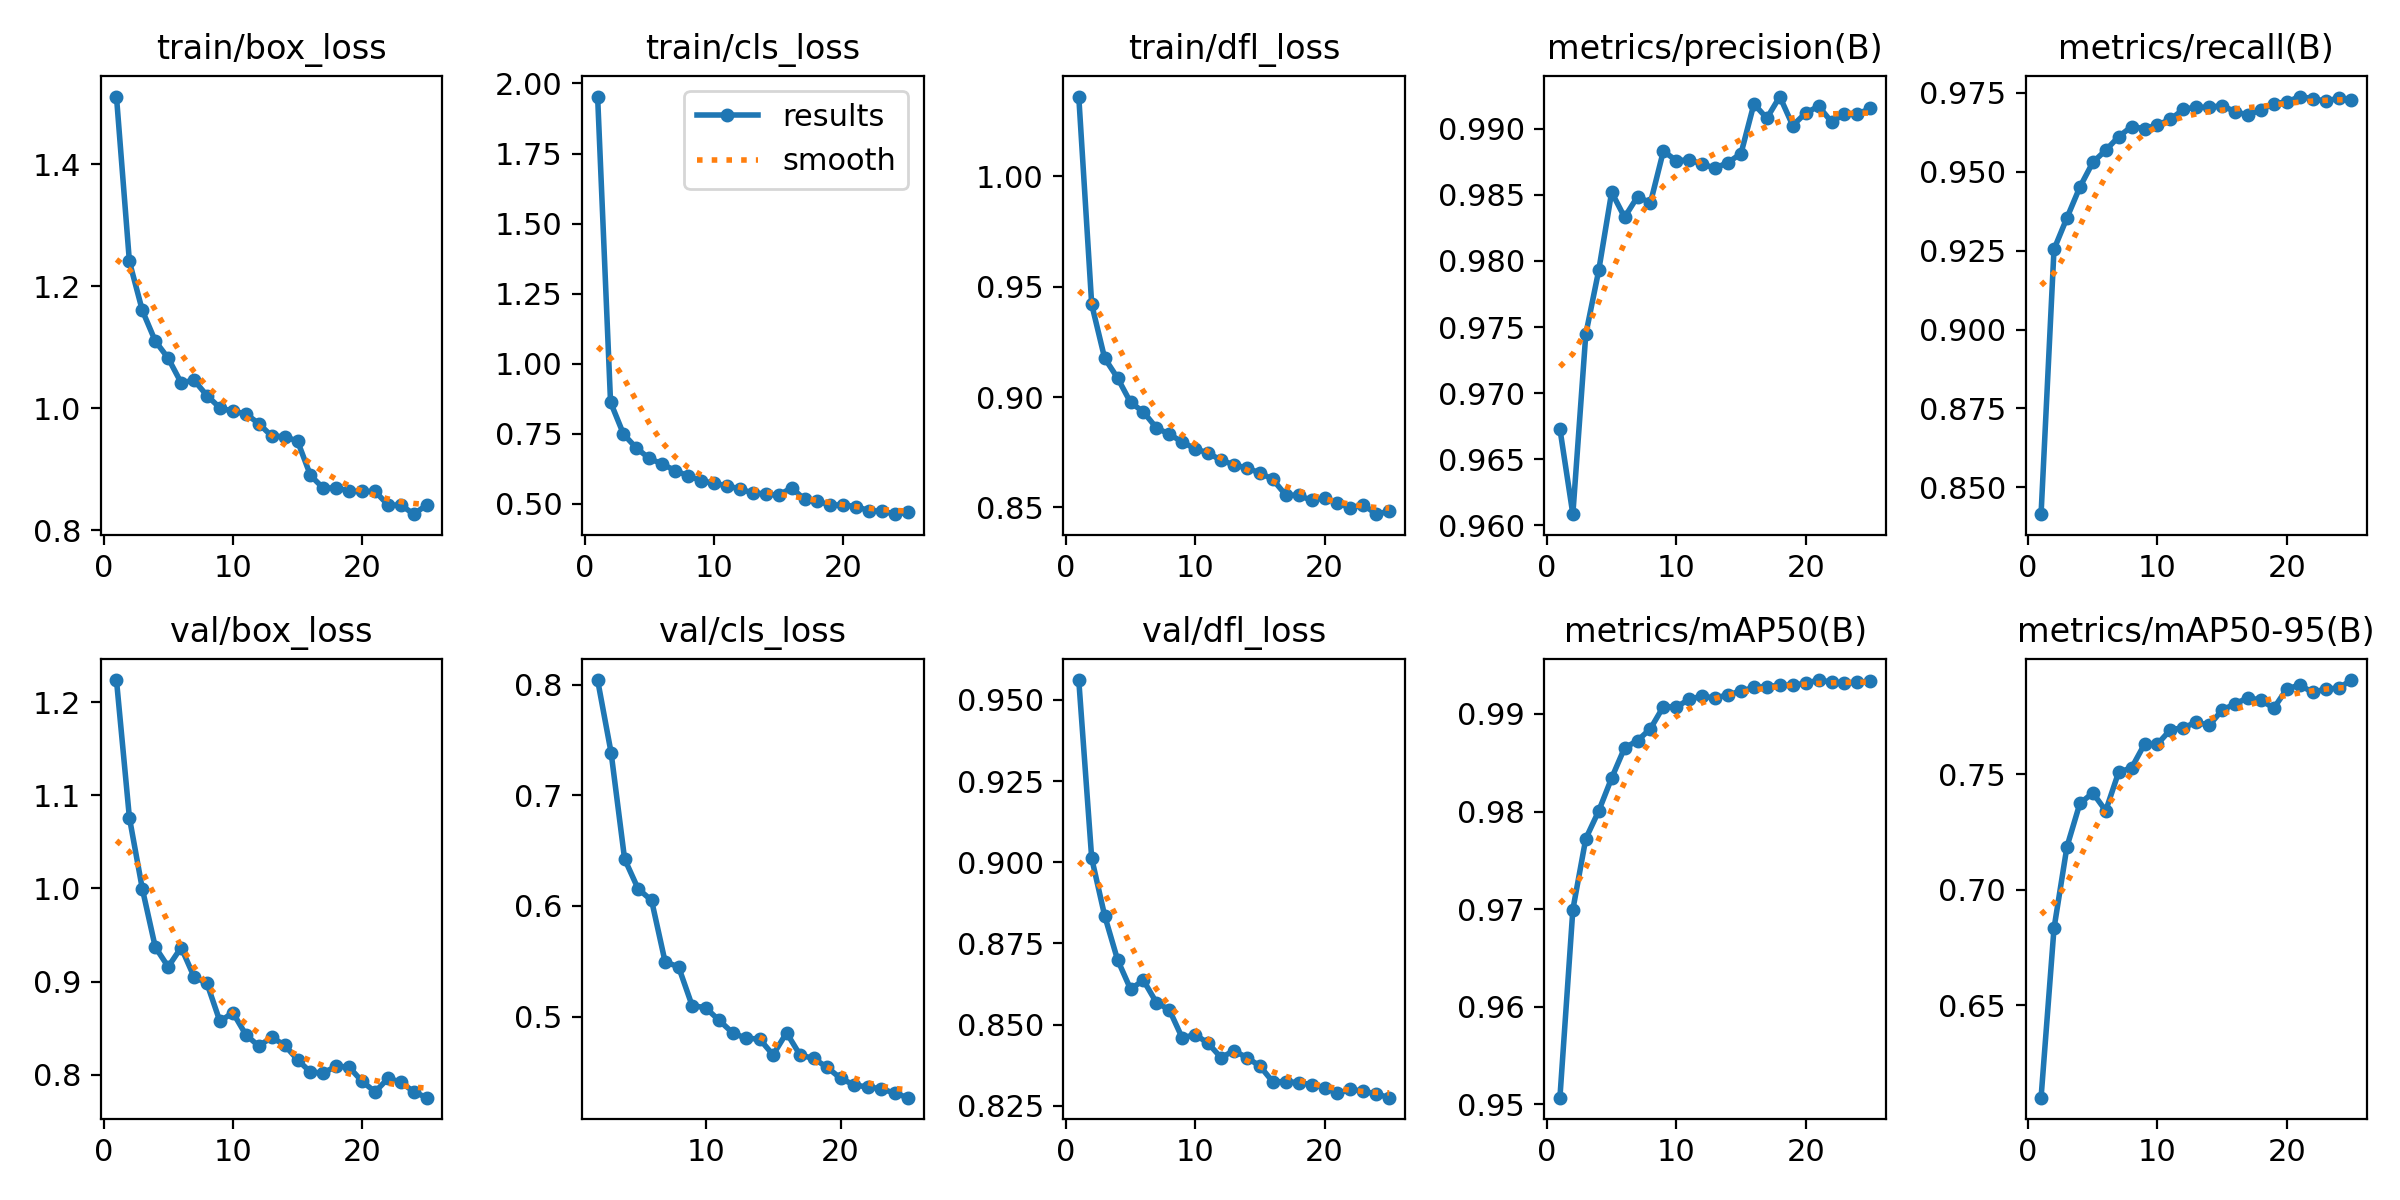 train/box_loss
1.4
1.2
1.0
0.8
0 10 20
train/cls_loss
results
smooth
2.00
1.75
1.50
1.25
1.00
0.75
0.50
0 10 20
train/dfl_loss
1.00
0.95
0.90
0.85
0 10 20
metrics/precision(B)
0.990
0.985
0.980
0.975
0.970
0.965
0.960
0 10 20
metrics/recall(B)
0.975
0.950
0.925
0.900
0.875
0.850
0 10 20
val/box_loss
1.2
1.1
1.0
0.9
0.8
0 10 20
val/cls_loss
0.8
0.7
0.6
0.5
10 20
val/dfl_loss
0.950
0.925
0.900
0.875
0.850
0.825
0 10 20
metrics/mAP50(B)
0.99
0.98
0.97
0.96
0.95
0 10 20
metrics/mAP50-95(B)
0.75
0.70
0.65
0 10 20